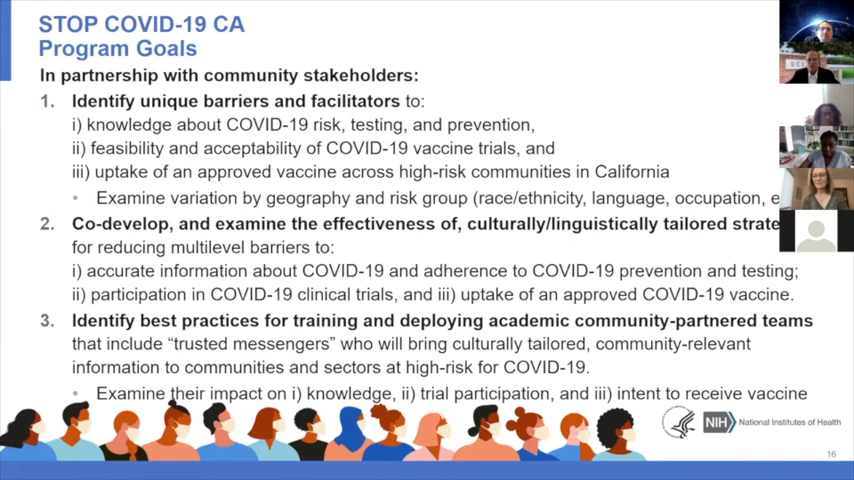 STOP COVID-19 CA
Program Goals
In partnership with community stakeholders:
1. Identify unique barriers and facilitators to:
i) knowledge about COVID-19 risk, testing, and prevention,
ii) feasibility and acceptability of COVID-19 vaccine trials, and
iii) uptake of an approved vaccine across high-risk communities in California
• Examine variation by geography and risk group (race/ethnicity, language, occupation, e
2. Co-develop, and examine the effectiveness of, culturally/linguistically tailored strate
for reducing multilevel barriers to:
i) accurate information about COVID-19 and adherence to COVID-19 prevention and testing;
ii) participation in COVID-19 clinical trials, and iii) uptake of an approved COVID-19 vaccine.
3. Identify best practices for training and deploying academic community-partnered teams
that include “trusted messengers” who will bring culturally tailored, community-relevant
information to communities and sectors at high-risk for COVID-19.
• Examine their impact on i) knowledge, ii) trial participation, and iii) intent to receive vaccine
NIH National Institutes of Health
16